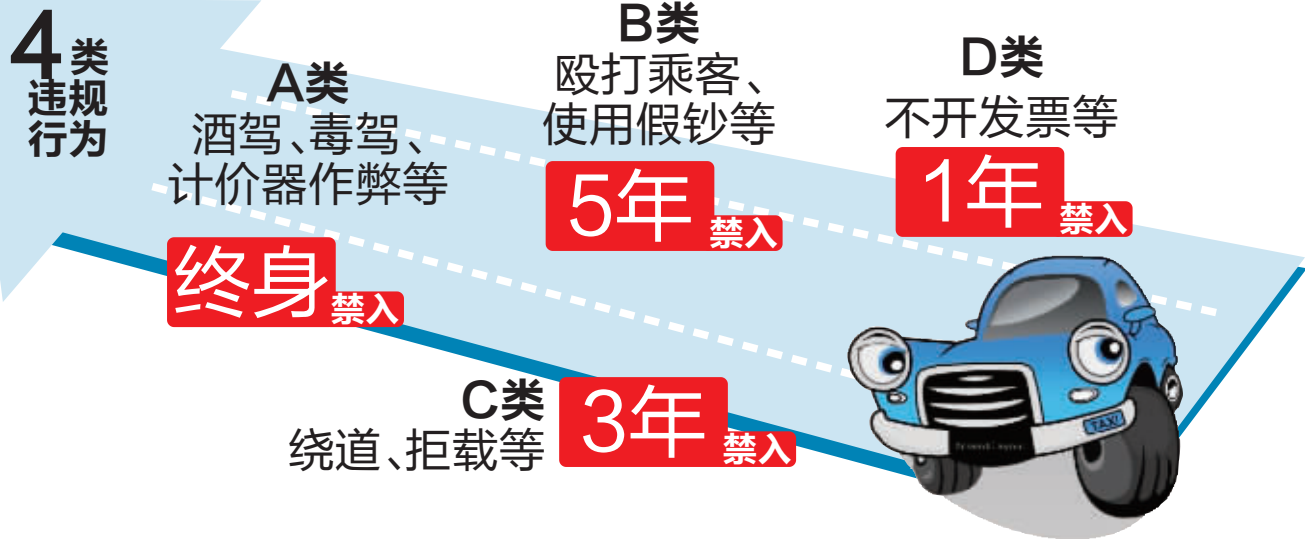 4类
违规
行为
A类
酒驾、毒驾、
计价器作弊等
终身禁入
B类
殴打乘客、
使用假钞等
5年禁入
C类
绕道、拒载等
3年禁入
D类
不开发票等
1年禁入
TAXI